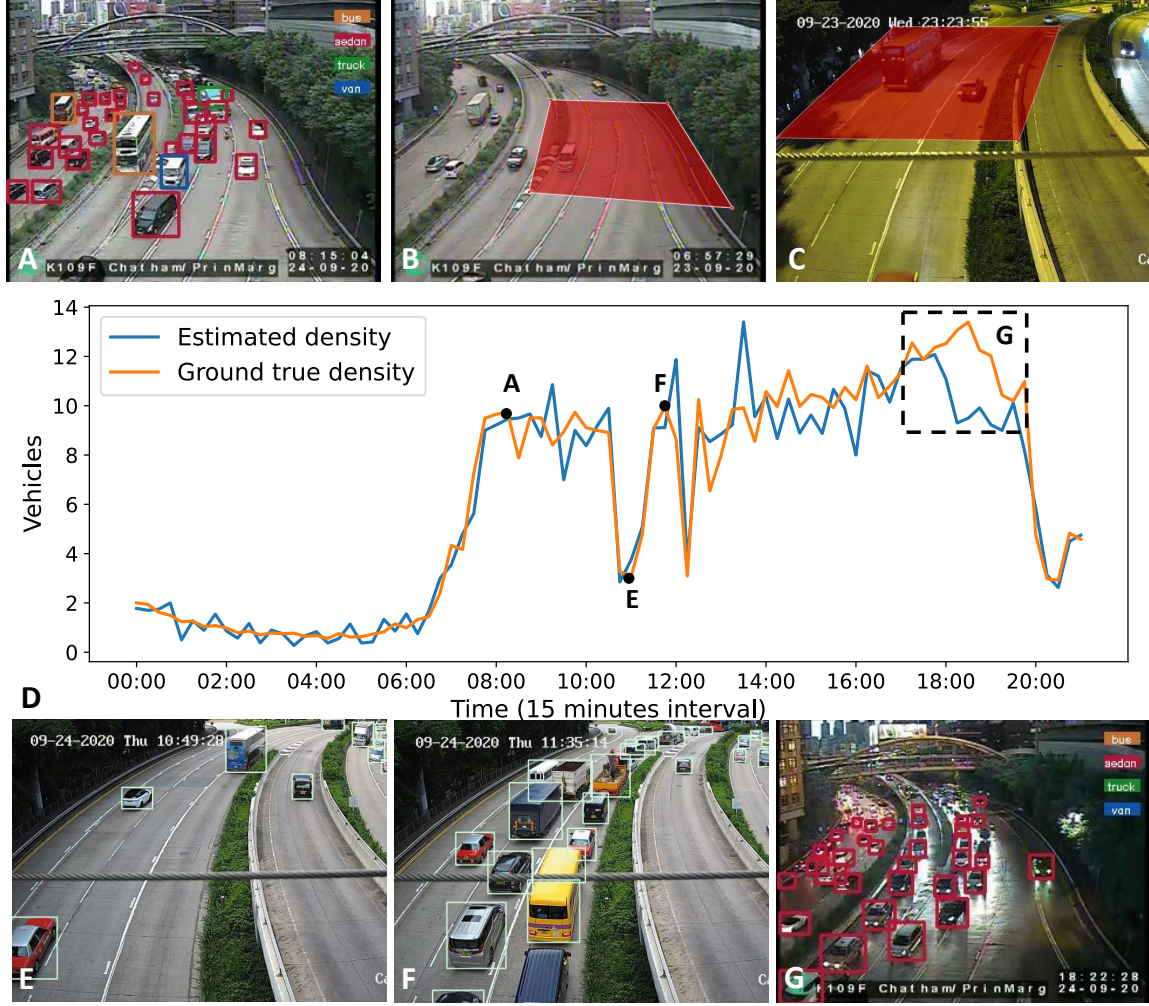 bus
sedan
truck
van
A
K109F Chatham/PrinMarg
08:15:04
24-09-20
B
K109F Chatham/PrinMarg
06:57:29
23-09-20
09-23-2020 Wed 23:23:55
C
Ca
14
12
10
8
6
4
2
0
Vehicles
Estimated density
Ground true density
A
E
F
G
00:00
02:00
04:00
06:00
08:00
10:00
12:00
14:00
16:00
18:00
20:00
Time (15 minutes interval)
D
09-24-2020 Thu 10:49:28
E
Ca
09-24-2020 Thu 11:35:14
F
Ca
bus
sedan
truck
van
G
K109F Chatham/PrinMarg
18:22:28
24-09-20